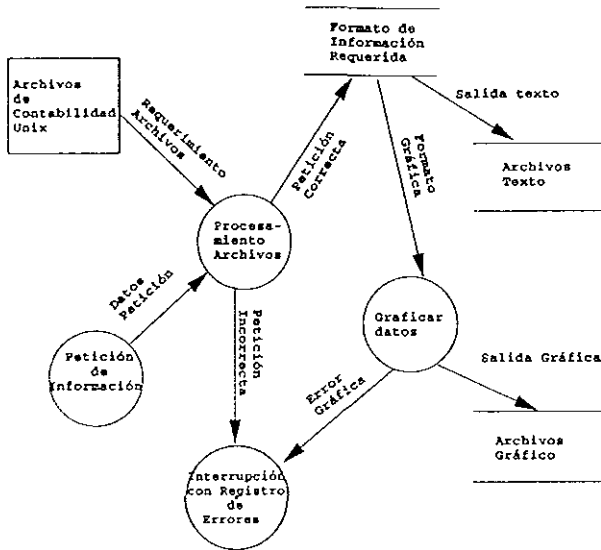 Formato de
Información
Requerida
Archivos
de
Contabilidad
Unix
Salida texto
Requerimiento
Archivos
Petición
Correcta
Formato
Gráfica
Archivos
Texto
Procesa-
miento
Archivos
Datos
Petición
Petición
Incorrecta
Graficar
datos
Petición
de
Información
Salida Gráfica
Error
Gráfica
Archivos
Gráfico
Interrupción
con Registro
de
Errores